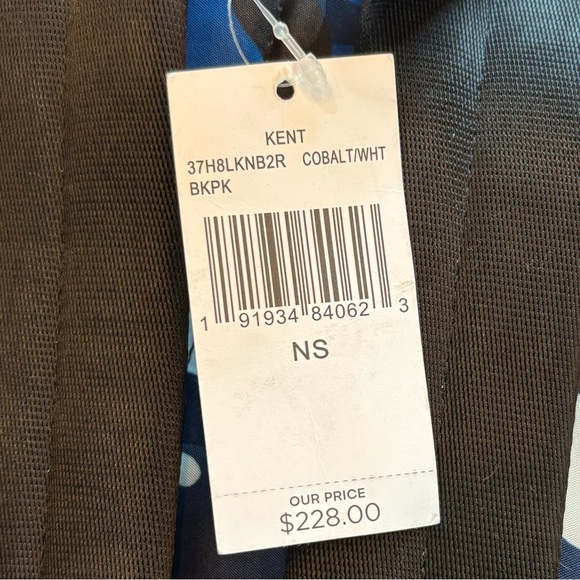 KENT
37H8LKNB2R COBALT/WHT
BKPK
1 91934 84062 3
NS
OUR PRICE
$228.00